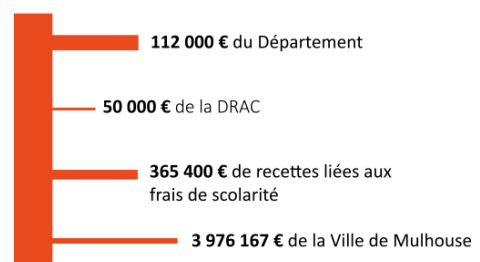 112 000 € du Département
50 000 € de la DRAC
365 400 € de recettes liées aux
frais de scolarité
3 976 167 € de la Ville de Mulhouse